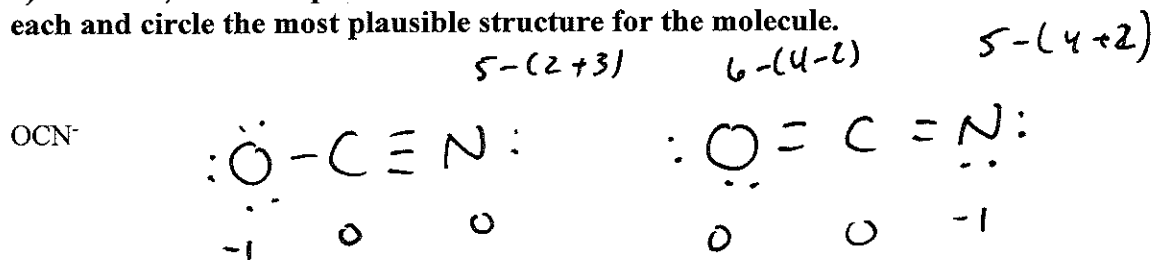 each and circle the most plausible structure for the molecule.
5-(2+3) 6-(4-2) 5-(4+2)
OCN⁻ :Ö-C≡N: :O=C=N:
-1 0 0 0 0 -1